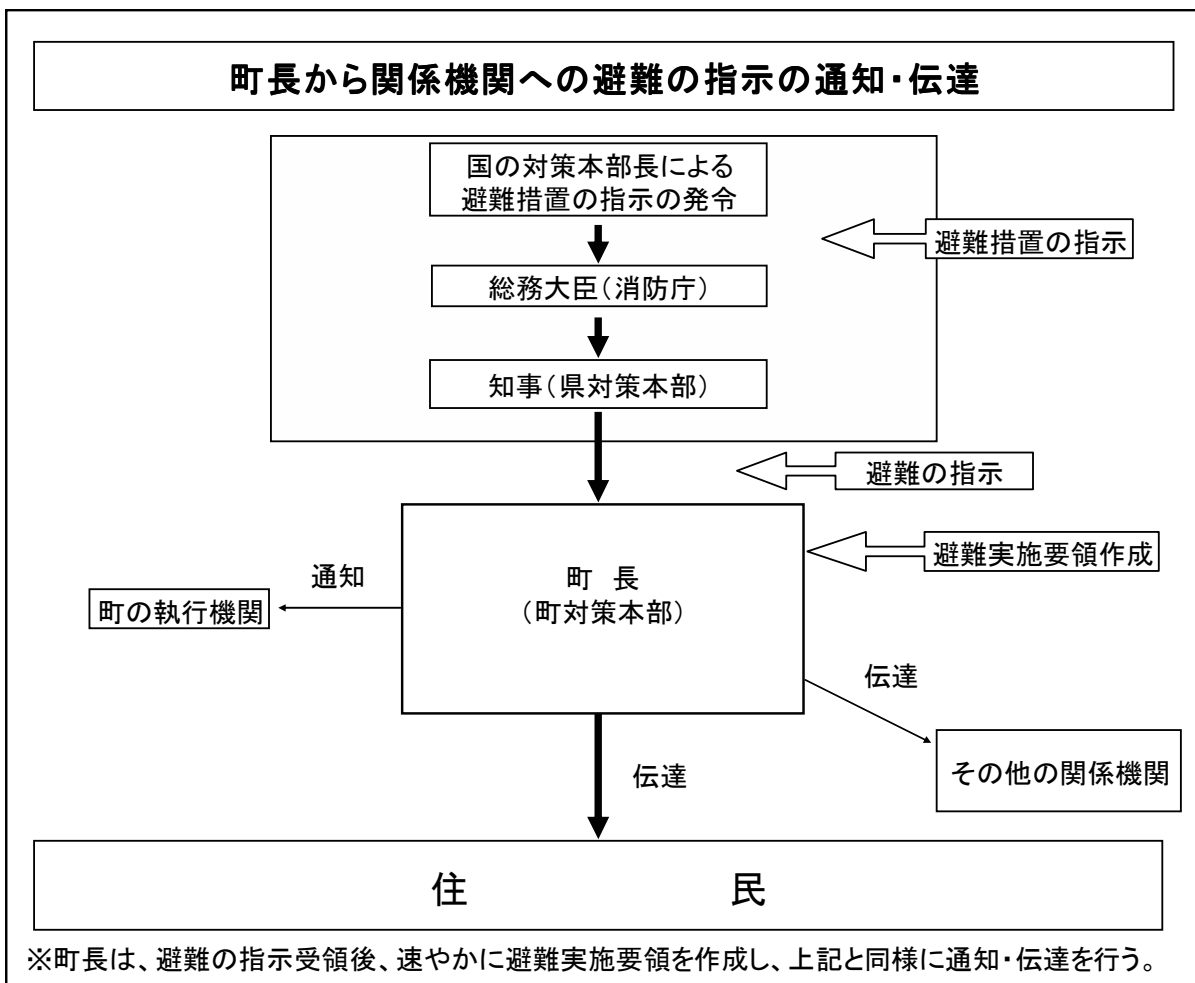 町長から関係機関への避難の指示の通知・伝達
国の対策本部長による
避難措置の指示の発令
避難措置の指示
総務大臣(消防庁)
知事(県対策本部)
避難の指示
町 長
(町対策本部)
避難実施要領作成
通知
町の執行機関
伝達
その他の関係機関
伝達
住 民
※町長は、避難の指示受領後、速やかに避難実施要領を作成し、上記と同様に通知・伝達を行う。